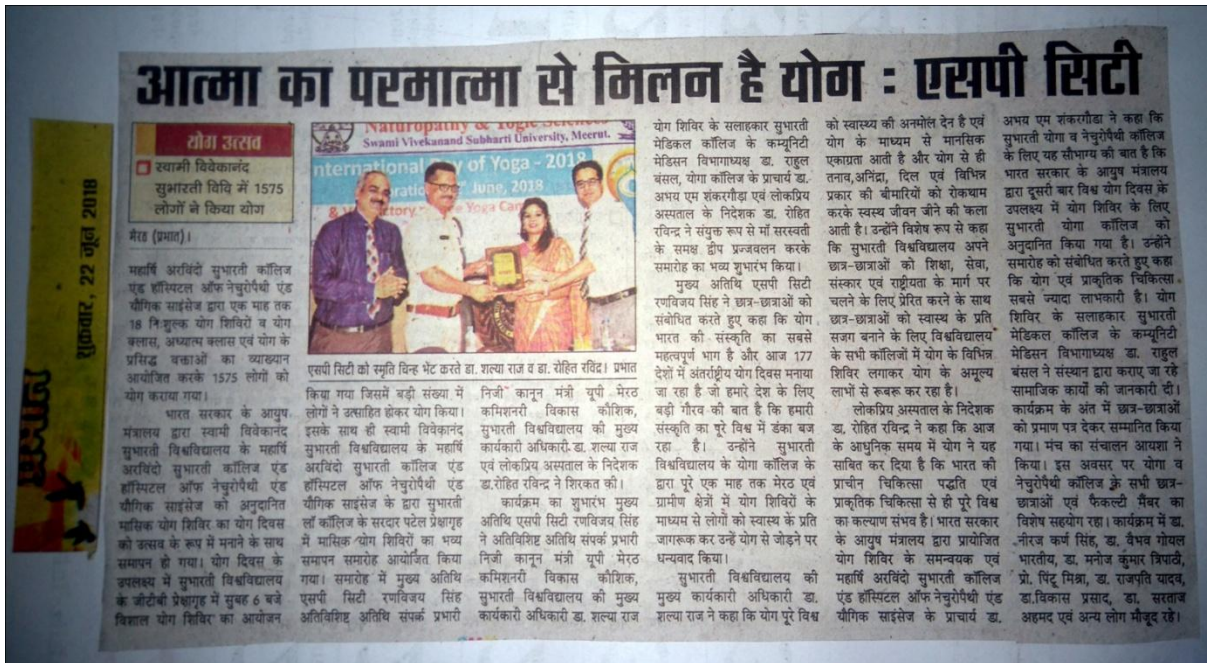 आत्मा का परमात्मा से मिलन है योग : एसपी सिटी
शुक्रवार, 22 जून 2018
प्रभात
योग उत्सव
स्वामी विवेकानंद
सुभारती विवि में 1575
लोगों ने किया योग
मेरठ (प्रभात)।
महार्षि अरविंदो सुभारती कॉलिज
एंड हॉस्पिटल ऑफ नेचुरोपैथी एंड
यौगिक साइंसेज द्वारा एक माह तक
18 निःशुल्क योग शिविरों व योग
क्लास, अध्यात्म क्लास एवं योग के
प्रसिद्ध वक्ताओं का व्याख्यान
आयोजित करके 1575 लोगों को
योग कराया गया।
भारत सरकार के आयुष
मंत्रालय द्वारा स्वामी विवेकानंद
सुभारती विश्वविद्यालय के महार्षि
अरविंदो सुभारती कॉलिज एंड
हॉस्पिटल ऑफ नेचुरोपैथी एंड
यौगिक साइंसेज को अनुदानित
मासिक योग शिविर का योग दिवस
को उत्सव के रूप में मनाने के साथ
समापन हो गया। योग दिवस के
उपलक्ष्य में सुभारती विश्वविद्यालय
के जीटीबी प्रेक्षागृह में सुबह 6 बजे
विशाल योग शिविर का आयोजन
Naturopathy & Yogic Sciences
Swami Vivekanand Subharti University, Meerut.
International Day of Yoga - 2018
June, 2018
Yoga Camp
एसपी सिटी को स्मृति चिन्ह भेंट करते डा. शल्या राज व डा. रोहित रविंद्र। प्रभात
किया गया जिसमें बड़ी संख्या में
लोगों ने उत्साहित होकर योग किया।
इसके साथ ही स्वामी विवेकानंद
सुभारती विश्वविद्यालय के महार्षि
अरविंदो सुभारती कॉलिज एंड
हॉस्पिटल ऑफ नेचुरोपैथी एंड
यौगिक साइंसेज के द्वारा सुभारती
लॉ कॉलिज के सरदार पटेल प्रेक्षागृह
में मासिक योग शिविरों का भव्य
समापन समारोह आयोजित किया
गया। समारोह में मुख्य अतिथि
एसपी सिटी रणविजय सिंह
अतिविशिष्ट अतिथि संपर्क प्रभारी
निजी कानून मंत्री यूपी मेरठ
कमिशनरी विकास कौशिक,
सुभारती विश्वविद्यालय की मुख्य
कार्यकारी अधिकारी- डा. शल्या राज
एवं लोकप्रिय अस्पताल के निदेशक
डा.रोहित रविन्द्र ने शिरकत की।
कार्यक्रम का शुभारंभ मुख्य
अतिथि एसपी सिटी रणविजय सिंह
ने अतिविशिष्ट अतिथि संपर्क प्रभारी
निजी कानून मंत्री यूपी मेरठ
कमिशनरी विकास कौशिक,
सुभारती विश्वविद्यालय की मुख्य
कार्यकारी अधिकारी डा. शल्या राज
योग शिविर के सलाहकार सुभारती
मेडिकल कॉलिज के कम्यूनिटी
मेडिसन विभागाध्यक्ष डा. राहुल
बंसल, योगा कॉलिज के प्राचार्य डा.
अभय एम शंकरगौड़ा एवं लोकप्रिय
अस्पताल के निदेशक डा. रोहित
रविन्द्र ने संयुक्त रूप से माँ सरस्वती
के समक्ष द्वीप प्रज्जवलन करके
समारोह का भव्य शुभारंभ किया।
मुख्य अतिथि एसपी सिटी
रणविजय सिंह ने छात्र-छात्राओं को
संबोधित करते हुए कहा कि योग
भारत की संस्कृति का सबसे
महत्वपूर्ण भाग है और आज 177
देशों में अंतर्राष्ट्रीय योग दिवस मनाया
जा रहा है जो हमारे देश के लिए
बड़ी गौरव की बात है कि हमारी
संस्कृति का पूरे विश्व में डंका बज
रहा है। उन्होंने सुभारती
विश्वविद्यालय के योगा कॉलिज के
द्वारा पूरे एक माह तक मेरठ एवं
ग्रामीण क्षेत्रों में योग शिविरों के
माध्यम से लोगों को स्वास्थ के प्रति
जागरूक कर उन्हें योग से जोड़ने पर
धन्यवाद किया।
सुभारती विश्वविद्यालय की
मुख्य कार्यकारी अधिकारी डा.
शल्या राज ने कहा कि योग पूरे विश्व
को स्वास्थ्य की अनमोल देन है एवं
योग के माध्यम से मानसिक
एकाग्रता आती है और योग से ही
तनाव,अनिंद्रा, दिल एवं विभिन्न
प्रकार की बीमारियों को रोकथाम
करके स्वस्थ जीवन जीने की कला
आती है। उन्होंने विशेष रूप से कहा
कि सुभारती विश्वविद्यालय अपने
छात्र-छात्राओं को शिक्षा, सेवा,
संस्कार एवं राष्ट्रीयता के मार्ग पर
चलने के लिए प्रेरित करने के साथ
छात्र-छात्राओं को स्वास्थ के प्रति
सजग बनाने के लिए विश्वविद्यालय
के सभी कॉलिजों में योग के विभिन्न
शिविर लगाकर योग के अमूल्य
लाभों से रूबरू कर रहा है।
लोकप्रिय अस्पताल के निदेशक
डा, रोहित रविन्द्र ने कहा कि आज
के आधुनिक समय में योग ने यह
साबित कर दिया है कि भारत की
प्राचीन चिकित्सा पद्वति एवं
प्राकृतिक चिकित्सा से ही पूरे विश्व
का कल्याण संभव है। भारत सरकार
के आयुष मंत्रालय द्वारा प्रायोजित
योग शिविर के समन्वयक एवं
महार्षि अरविंदो सुभारती कॉलिज
एंड हॉस्पिटल ऑफ नेचुरोपैथी एंड
यौगिक साइंसेज के प्राचार्य डा.
अभय एम शंकरगौडा ने कहा कि
सुभारती योगा व नेचुरोपैथी कॉलिज
के लिए यह सौभाग्य की बात है कि
भारत सरकार के आयुष मंत्रालय
द्वारा दूसरी बार विश्व योग दिवस के
उपलक्ष्य में योग शिविर के लिए
सुभारती योगा कॉलिज को
अनुदानित किया गया है। उन्होंने
समारोह को संबोधित करते हुए कहा
कि योग एवं प्राकृतिक चिकित्सा
सबसे ज्यादा लाभकारी है। योग
शिविर के सलाहकार सुभारती
मेडिकल कॉलिज के कम्यूनिटी
मेडिसन विभागाध्यक्ष डा. राहुल
बंसल ने संस्थान द्वारा कराए जा रहे
सामाजिक कार्यो की जानकारी दी।
कार्यक्रम के अंत में छात्र-छात्राओं
को प्रमाण पत्र देकर सम्मानित किया
गया। मंच का संचालन आयशा ने
किया। इस अवसर पर योगा व
नेचुरोपैथी कॉलिज के सभी छात्र-
छात्राओं एवं फैकल्टी मैंबर का
विशेष सहयोग रहा। कार्यक्रम में डा.
नीरज कर्ण सिंह, डा. वैभव गोयल
भारतीय, डा. मनोज कुमार त्रिपाठी,
प्रो. पिंटू मिश्रा, डा. राजपति यादव,
डा.विकास प्रसाद, डा. सरताज
अहमद एवं अन्य लोग मौजूद रहे।